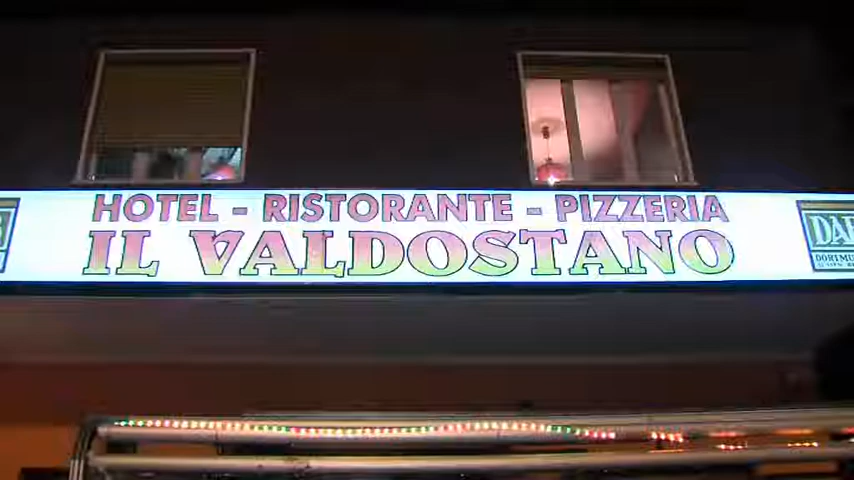 HOTEL - RISTORANTE - PIZZERIA
IL VALDOSTANO